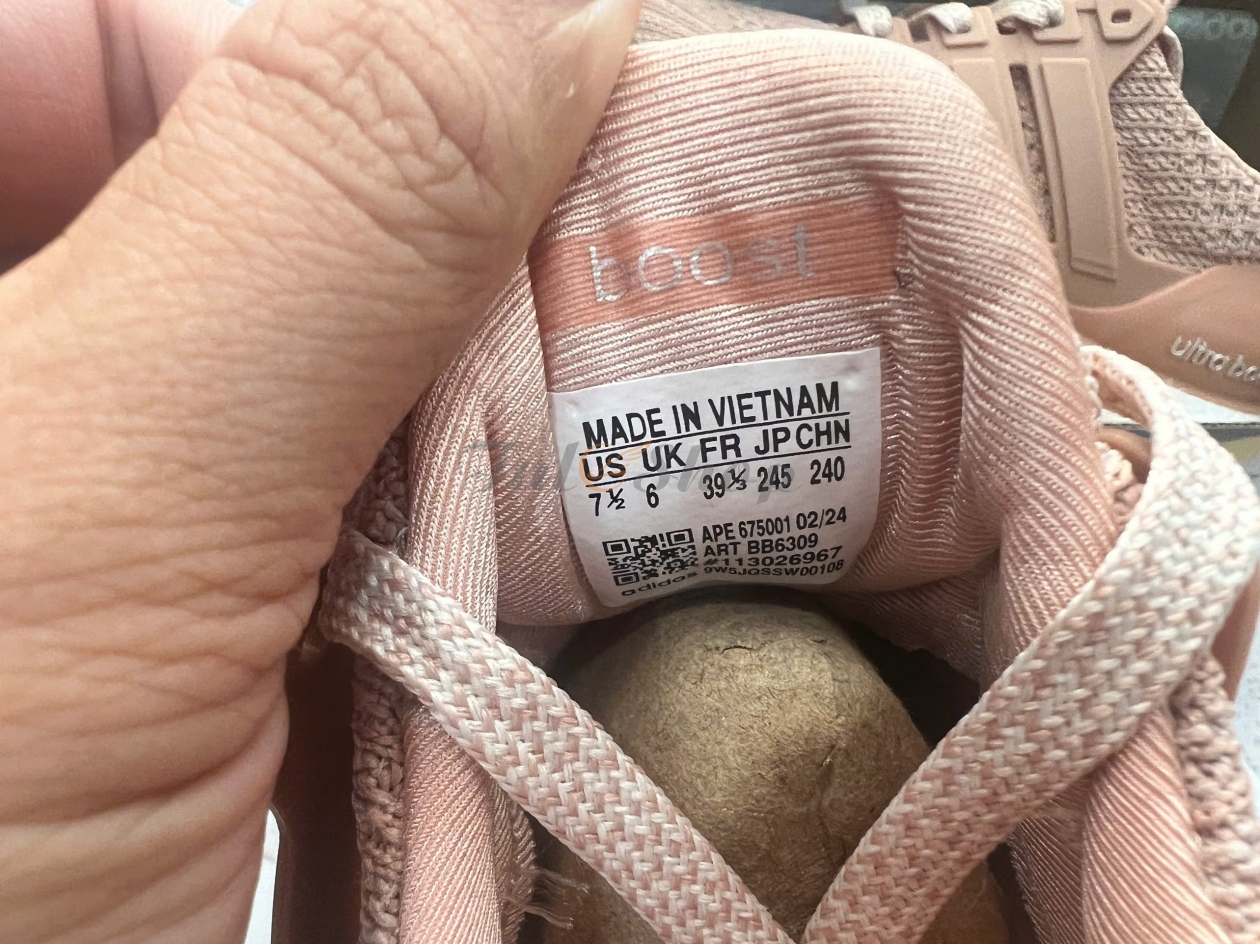 boost
MADE IN VIETNAM
US UK FR JP CHN
7½ 6 39⅓ 245 240
APE 675001 02/24
ART BB6309
#113026967
9W5JQSSW00108
adidas
ultra bo